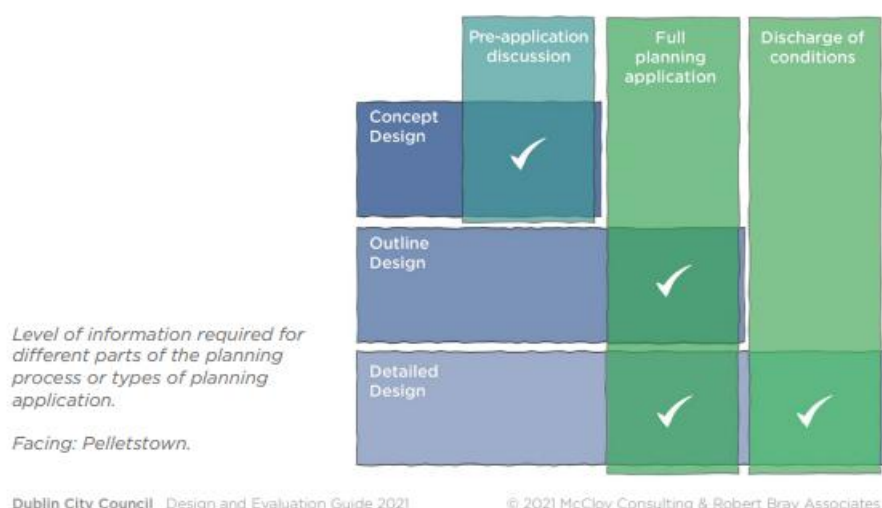 Pre-application
discussion
Full
planning
application
Discharge of
conditions
Concept
Design
Outline
Design
Detailed
Design
Level of information required for
different parts of the planning
process or types of planning
application.
Facing: Pelletstown.
Dublin City Council Design and Evaluation Guide 2021
© 2021 McCloy Consulting & Robert Bray Associates